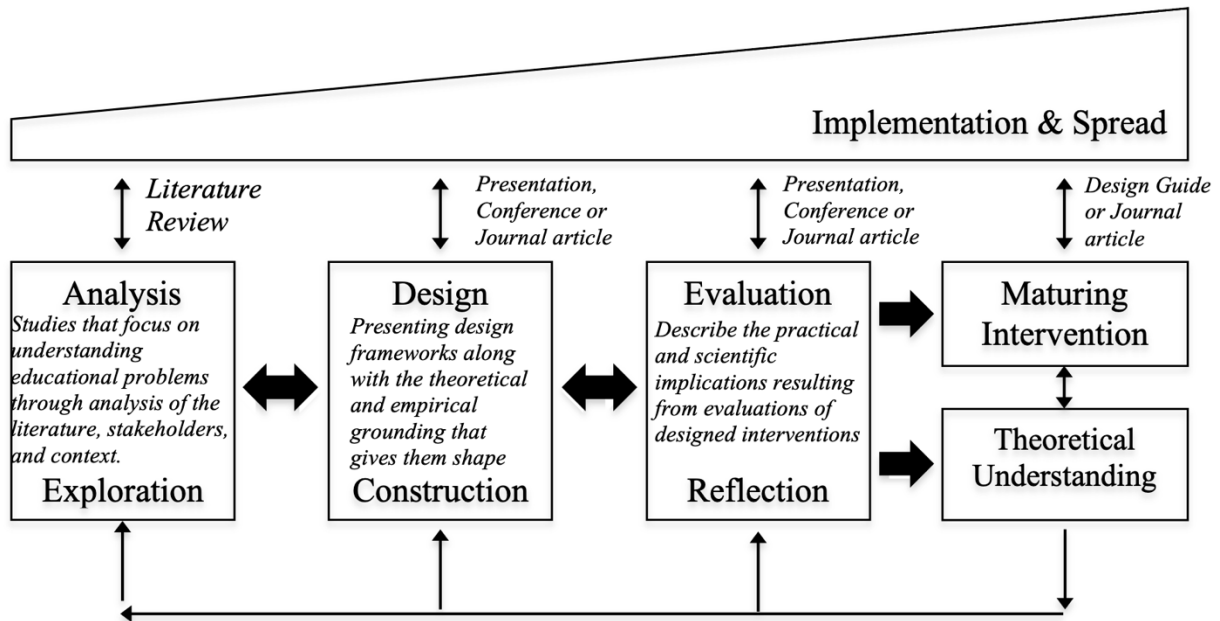 Implementation & Spread
Literature
Review
Presentation,
Conference or
Journal article
Presentation,
Conference or
Journal article
Design Guide
or Journal
article
Analysis
Studies that focus on
understanding
educational problems
through analysis of the
literature, stakeholders,
and context.
Exploration
Design
Presenting design
frameworks along
with the theoretical
and empirical
grounding that
gives them shape
Construction
Evaluation
Describe the practical
and scientific
implications resulting
from evaluations of
designed interventions
Reflection
Maturing
Intervention
Theoretical
Understanding